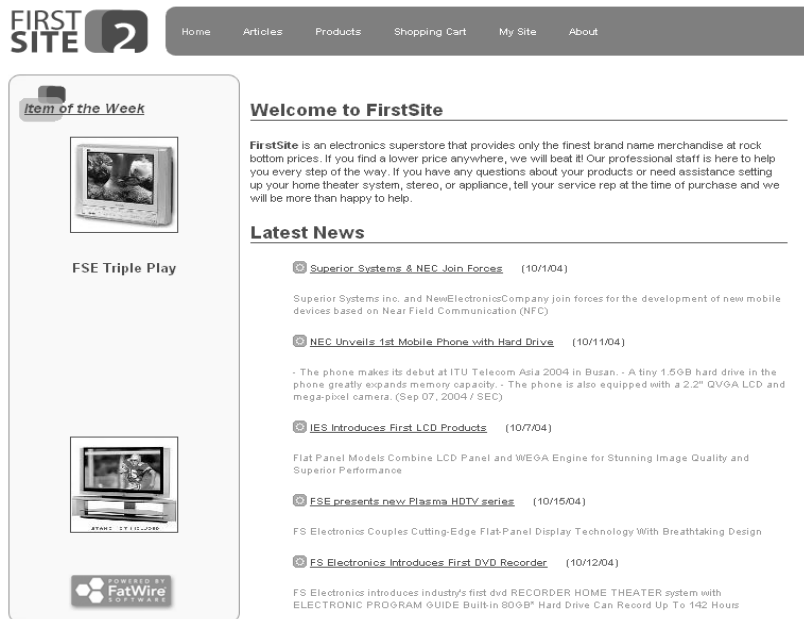 FIRST
SITE 2
Home Articles Products Shopping Cart My Site About
Item of the Week
FSE Triple Play
STAND INCLUDED
POWERED BY
FatWire
SOFTWARE
Welcome to FirstSite
FirstSite is an electronics superstore that provides only the finest brand name merchandise at rock
bottom prices. If you find a lower price anywhere, we will beat it! Our professional staff is here to help
you every step of the way. If you have any questions about your products or need assistance setting
up your home theater system, stereo, or appliance, tell your service rep at the time of purchase and we
will be more than happy to help.
Latest News
Superior Systems & NEC Join Forces (10/1/04)
Superior Systems inc. and NewElectronicsCompany join forces for the development of new mobile
devices based on Near Field Communication (NFC)
NEC Unveils 1st Mobile Phone with Hard Drive (10/11/04)
- The phone makes its debut at ITU Telecom Asia 2004 in Busan. - A tiny 1.5GB hard drive in the
phone greatly expands memory capacity. - The phone is also equipped with a 2.2" QVGA LCD and
mega-pixel camera. (Sep 07, 2004 / SEC)
IES Introduces First LCD Products (10/7/04)
Flat Panel Models Combine LCD Panel and WEGA Engine for Stunning Image Quality and
Superior Performance
FSE presents new Plasma HDTV series (10/15/04)
FS Electronics Couples Cutting-Edge Flat-Panel Display Technology With Breathtaking Design
FS Electronics Introduces First DVD Recorder (10/12/04)
FS Electronics introduces industry's first dvd RECORDER HOME THEATER system with
ELECTRONIC PROGRAM GUIDE Built-in 80GB* Hard Drive Can Record Up To 142 Hours